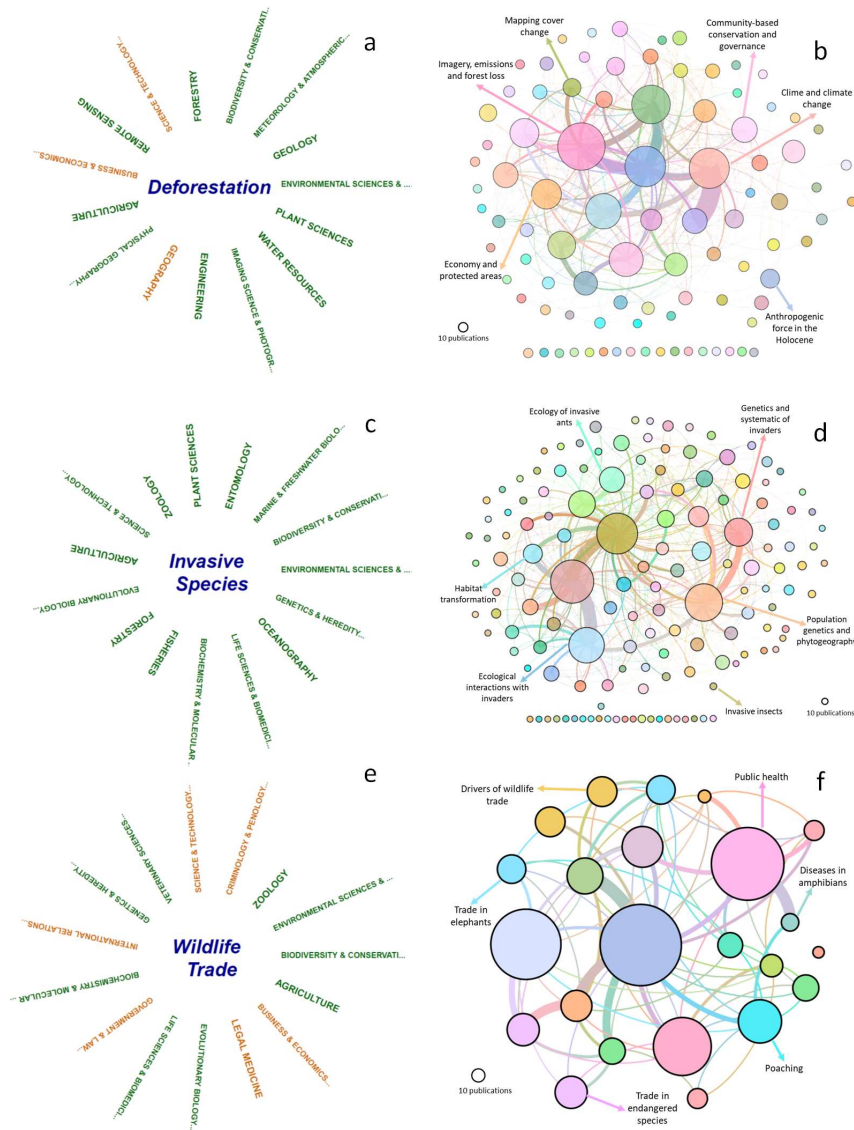 a
SCIENCE & TECHNOLOGY...
FORESTRY
BIODIVERSITY & CONSERVATI...
METEOROLOGY & ATMOSPHERIC...
REMOTE SENSING
GEOLOGY
BUSINESS & ECONOMICS...
Deforestation
ENVIRONMENTAL SCIENCES & ...
AGRICULTURE
PLANT SCIENCES
PHYSICAL GEOGRAPHY...
WATER RESOURCES
GEOGRAPHY
ENGINEERING
IMAGING SCIENCE & PHOTOGR...
b
Mapping cover
change
Community-based
conservation and
governance
Imagery, emissions
and forest loss
Clime and climate
change
Economy and
protected areas
Anthropogenic
force in the
Holocene
10 publications
c
PLANT SCIENCES
ENTOMOLOGY
ZOOLOGY
MARINE & FRESHWATER BIOLO...
SCIENCE & TECHNOLOGY...
BIODIVERSITY & CONSERVATI...
AGRICULTURE
Invasive
Species
ENVIRONMENTAL SCIENCES & ...
EVOLUTIONARY BIOLOGY...
GENETICS & HEREDITY...
FORESTRY
OCEANOGRAPHY
FISHERIES
BIOCHEMISTRY & MOLECULAR...
LIFE SCIENCES & BIOMEDICI...
d
Ecology of invasive
ants
Genetics and
systematic of
invaders
Habitat
transformation
Population
genetics and
phytogeography
Ecological
interactions with
invaders
Invasive insects
10 publications
e
SCIENCE & TECHNOLOGY...
CRIMINOLOGY & PENOLOGY...
VETERINARY SCIENCES...
ZOOLOGY
GENETICS & HEREDITY...
ENVIRONMENTAL SCIENCES & ...
INTERNATIONAL RELATIONS...
Wildlife
Trade
BIODIVERSITY & CONSERVATI...
BIOCHEMISTRY & MOLECULAR ...
AGRICULTURE
GOVERNMENT & LAW...
BUSINESS & ECONOMICS...
LIFE SCIENCES & BIOMEDICI...
EVOLUTIONARY BIOLOGY...
LEGAL MEDICINE
f
Drivers of wildlife
trade
Public health
Diseases in
amphibians
Trade in
elephants
Poaching
Trade in
endangered
species
10 publications